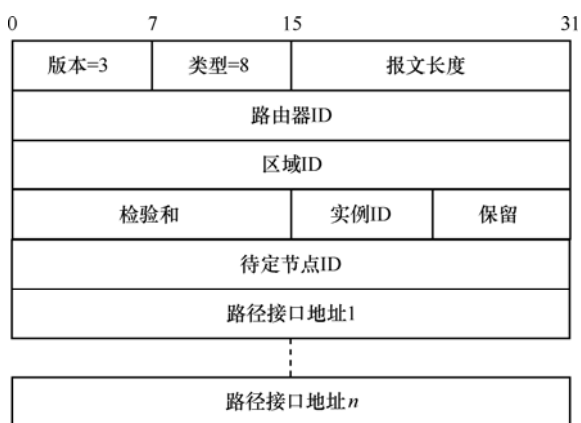 0 7 15 31
版本=3 类型=8 报文长度
路由器ID
区域ID
检验和 实例ID 保留
待定节点ID
路径接口地址1
路径接口地址n